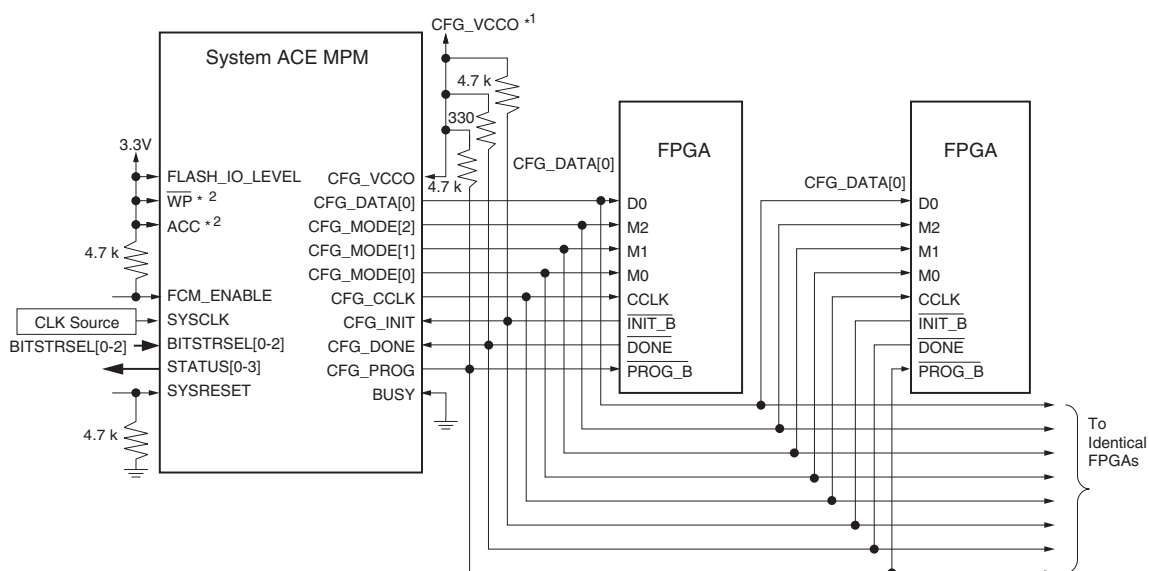 CFG_VCCO *1
System ACE MPM
4.7 k
330
4.7 k
3.3V
FLASH_IO_LEVEL
WP * 2
ACC * 2
4.7 k
FCM_ENABLE
CLK Source
SYSCLK
BITSTRSEL[0-2]
BITSTRSEL[0-2]
STATUS[0-3]
SYSRESET
4.7 k
CFG_VCCO
CFG_DATA[0]
CFG_MODE[2]
CFG_MODE[1]
CFG_MODE[0]
CFG_CCLK
CFG_INIT
CFG_DONE
CFG_PROG
BUSY
CFG_DATA[0]
FPGA
D0
M2
M1
M0
CCLK
INIT_B
DONE
PROG_B
CFG_DATA[0]
FPGA
D0
M2
M1
M0
CCLK
INIT_B
DONE
PROG_B
To
Identical
FPGAs